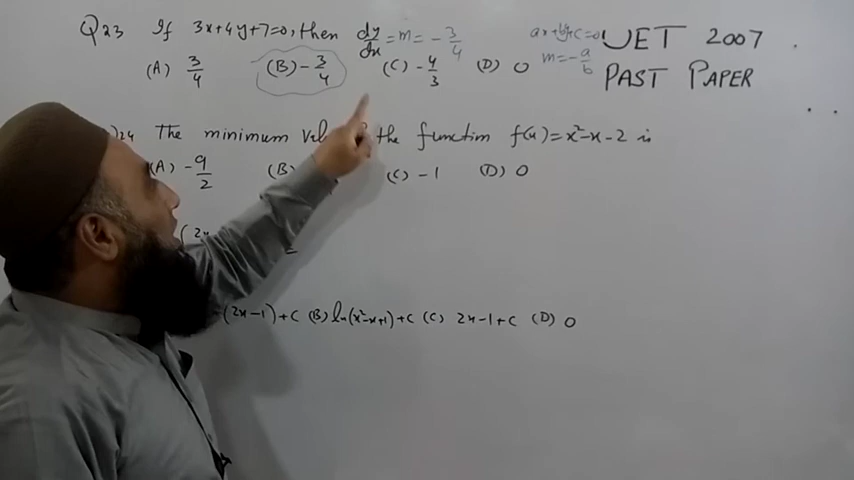 Q23 If 3x+4y+7=0, then dy/dx = m = -3/4
ax+by+c=0
m=-a/b
UET 2007
PAST PAPER
(A) 3/4 (B) -3/4 (C) -4/3 (D) 0
24 The minimum the function f(x)=x²-x-2 is
(A) -9/2 (B) (C) -1 (D) 0
(2x-1)+c (B) ln(x²-x+1)+c (C) 2x-1+c (D) 0